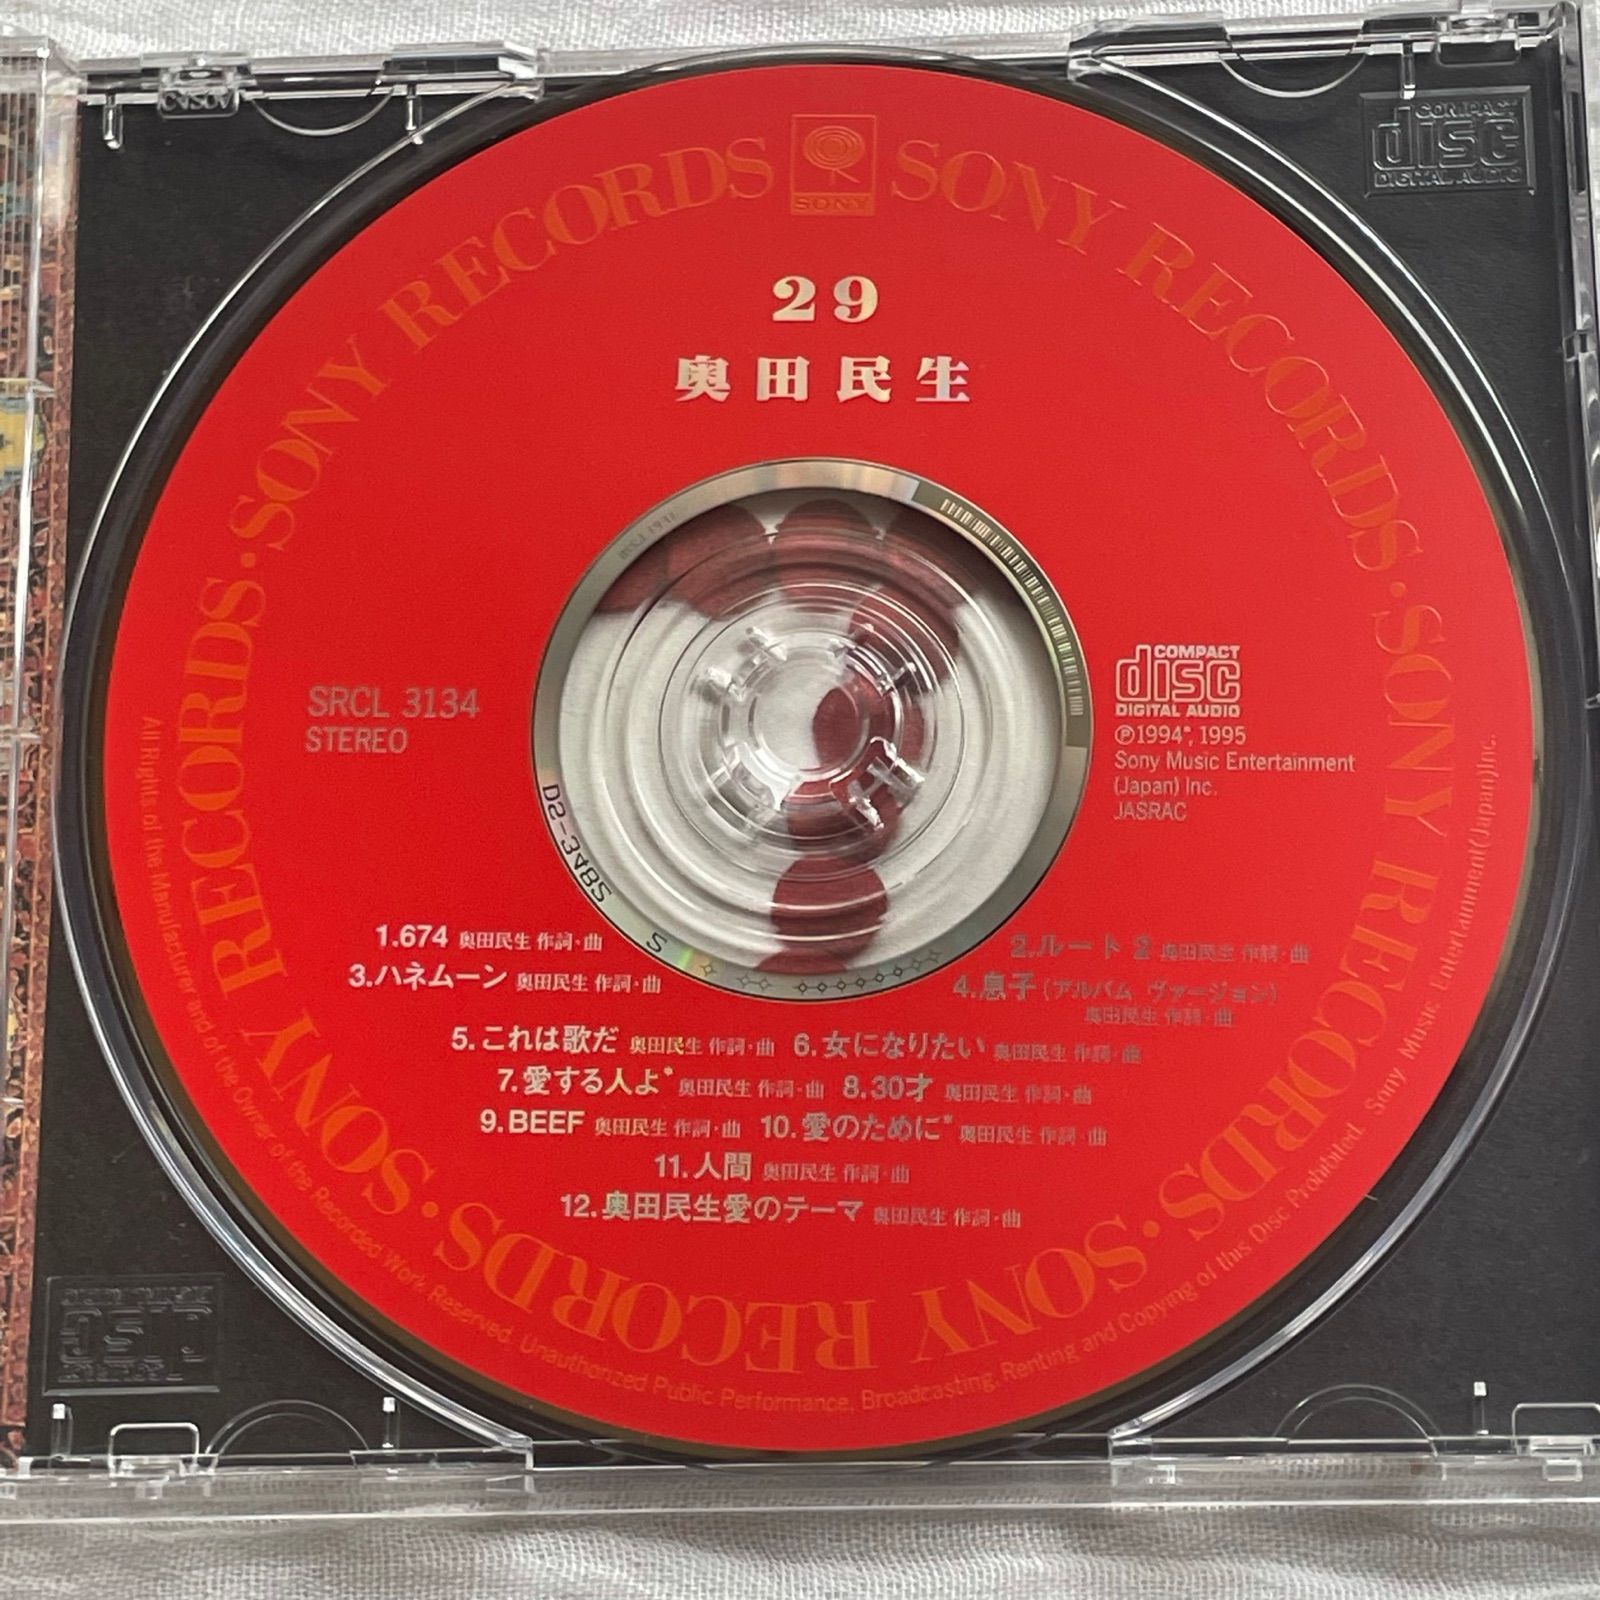 COMPACT
disc
DIGITAL AUDIO
SONY RECORDS · SONY RECORDS · SONY RECORDS · SONY RECORDS · SONY RECORDS · SONY RECORDS
SONY
29
奥田民生
SRCL 3134
STEREO
COMPACT
disc
DIGITAL AUDIO
℗1994*, 1995
Sony Music Entertainment
(Japan) Inc.
JASRAC
D2-3485
S
1.674 奥田民生 作詞・曲 2.ルート 2 奥田民生 作詞・曲
3.ハネムーン 奥田民生 作詞・曲 4.息子(アルバム ヴァージョン)
奥田民生 作詞・曲
5.これは歌だ 奥田民生 作詞・曲 6.女になりたい 奥田民生 作詞・曲
7.愛する人よ* 奥田民生 作詞・曲 8.30才 奥田民生 作詞・曲
9.BEEF 奥田民生 作詞・曲 10.愛のために* 奥田民生 作詞・曲
11.人間 奥田民生 作詞・曲
12.奥田民生愛のテーマ 奥田民生 作詞・曲
All Rights of the Manufacturer and of the Owner of the Recorded Work Reserved. Unauthorized Public Performance, Broadcasting, Renting and Copying of this Disc Prohibited. Sony Music Entertainment(Japan)Inc.